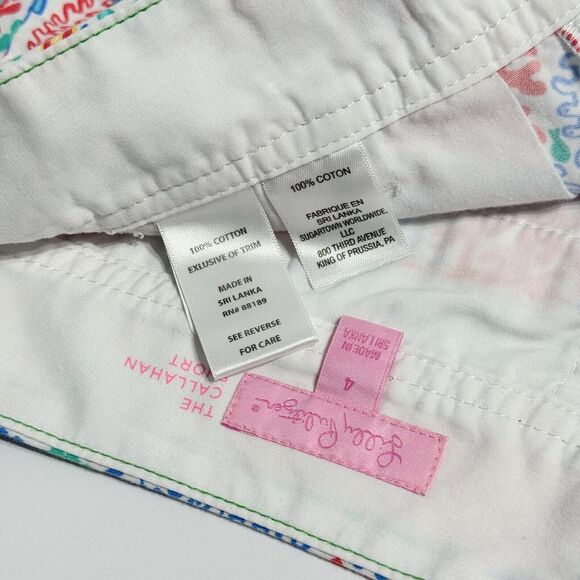 100% COTON
FABRIQUE EN
SRI LANKA
SUGARTOWN WORLDWIDE,
LLC
800 THIRD AVENUE
KING OF PRUSSIA, PA
100% COTTON
EXLUSIVE OF TRIM
MADE IN
SRI LANKA
RN# 88189
SEE REVERSE
FOR CARE
MADE IN
SRI LANKA
4
Lilly Pulitzer®
THE
CALLAHAN
SHORT